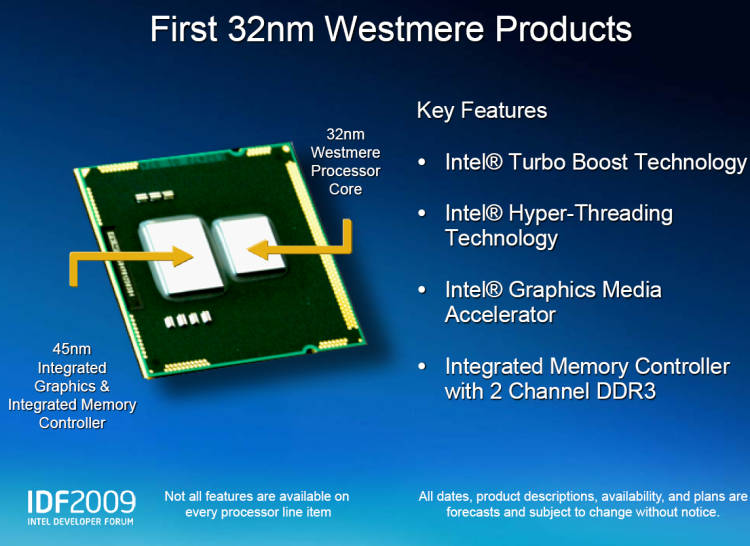 First 32nm Westmere Products
32nm
Westmere
Processor
Core
45nm
Integrated
Graphics &
Integrated Memory
Controller
Key Features
• Intel® Turbo Boost Technology
• Intel® Hyper-Threading
Technology
• Intel® Graphics Media
Accelerator
• Integrated Memory Controller
with 2 Channel DDR3
IDF2009
INTEL DEVELOPER FORUM
Not all features are available on
every processor line item
All dates, product descriptions, availability, and plans are
forecasts and subject to change without notice.